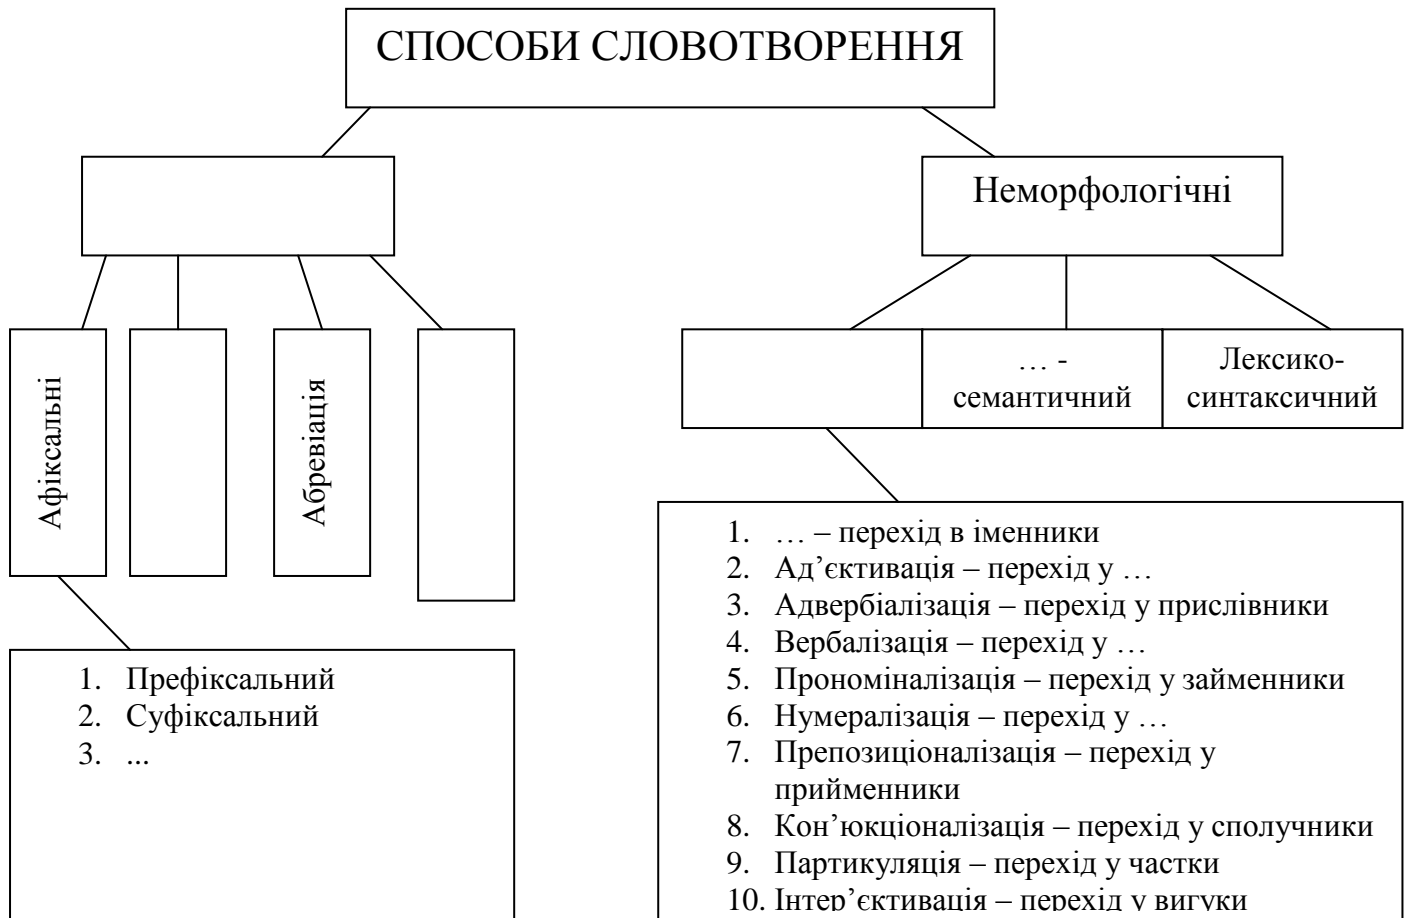 СПОСОБИ СЛОВОТВОРЕННЯ
Неморфологічні
Афіксальні
Абревіація
… -
семантичний
Лексико-
синтаксичний
1. Префіксальний
2. Суфіксальний
3. ...
1. … – перехід в іменники
2. Ад’єктивація – перехід у …
3. Адвербіалізація – перехід у прислівники
4. Вербалізація – перехід у …
5. Прономіналізація – перехід у займенники
6. Нумералізація – перехід у …
7. Препозиціоналізація – перехід у
прийменники
8. Кон’юкціоналізація – перехід у сполучники
9. Партикуляція – перехід у частки
10. Інтер’єктивація – перехід у вигуки